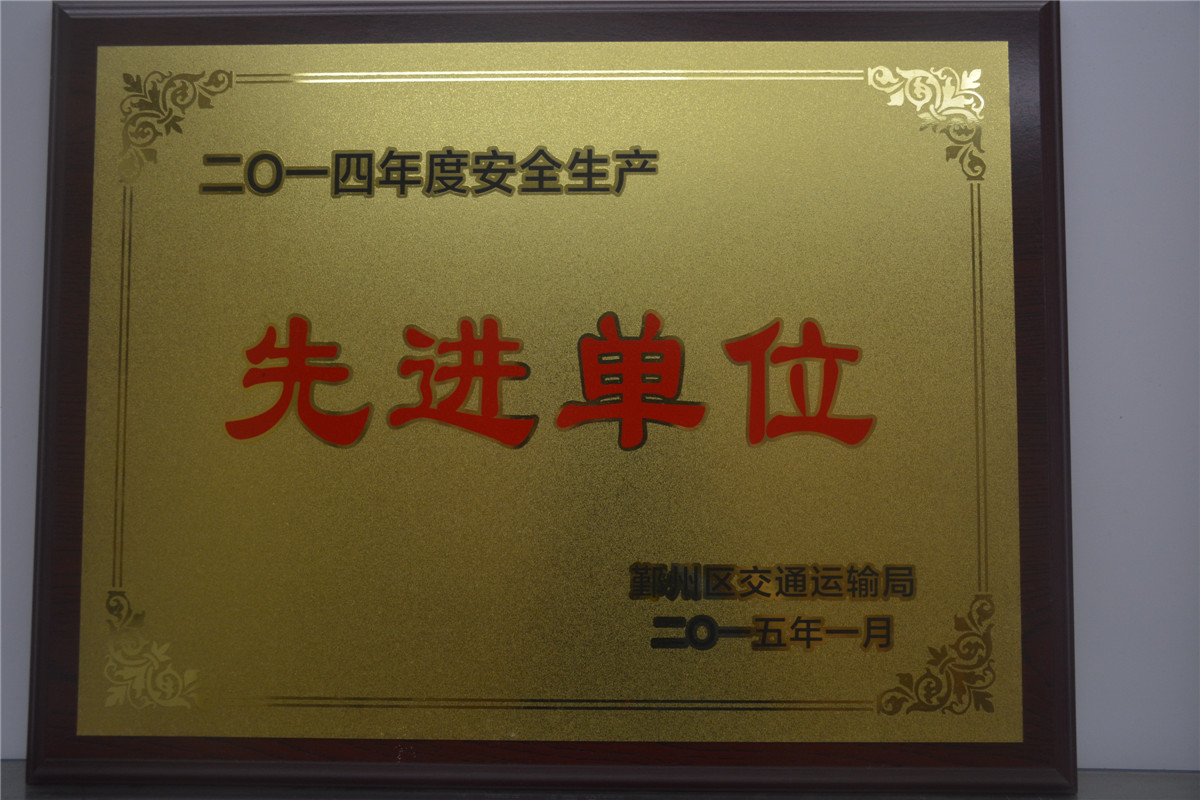 二〇一四年度安全生产
先进单位
鄞州区交通运输局
二〇一五年一月